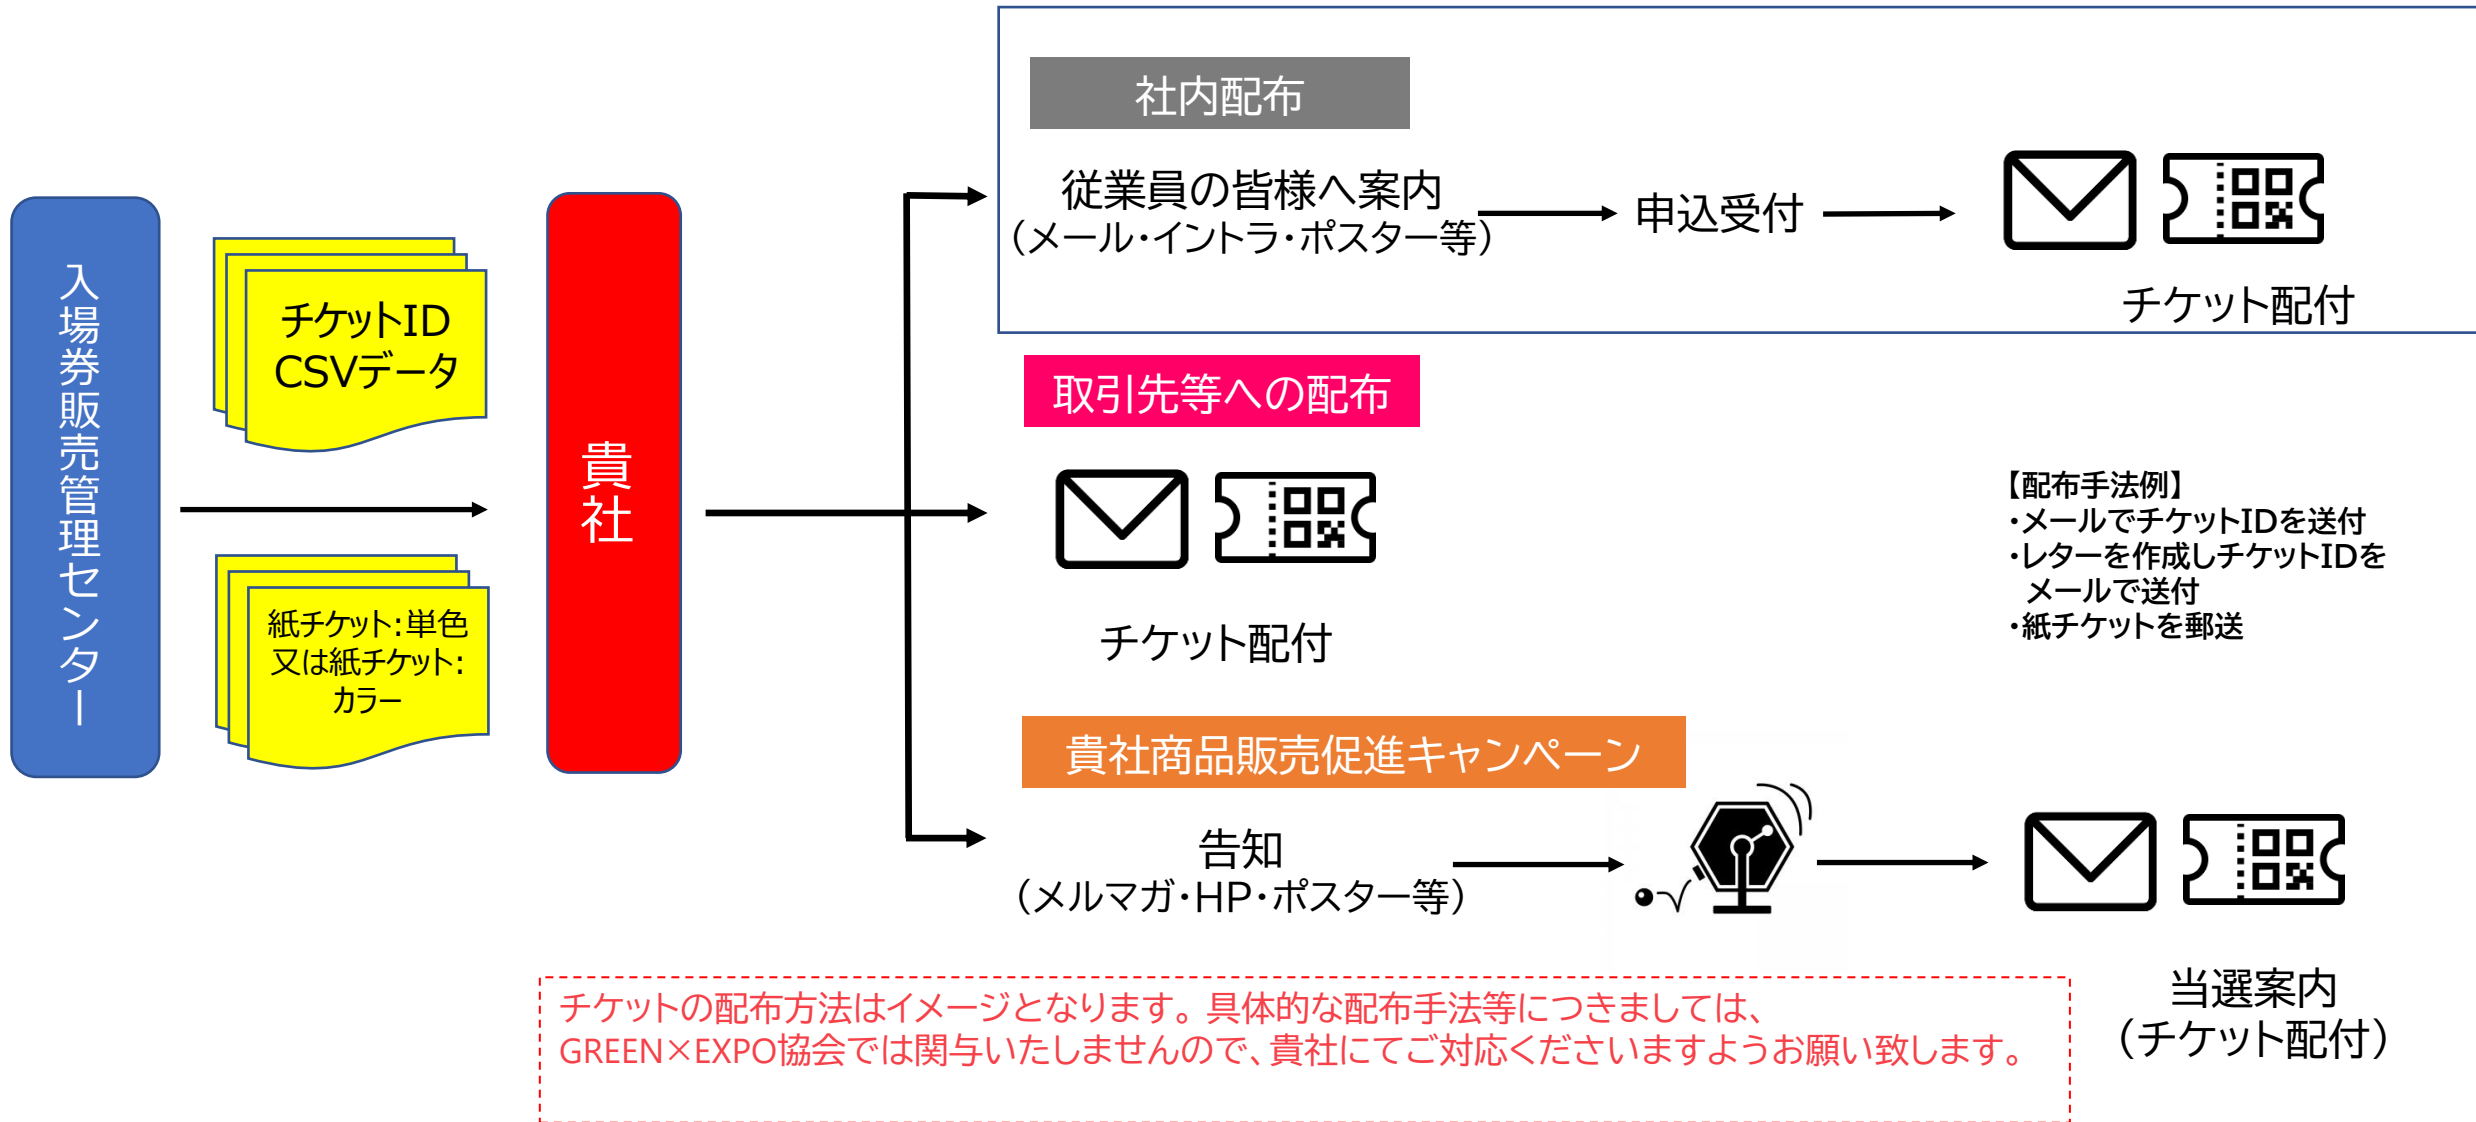 入場券販売管理センター
チケットID
CSVデータ
紙チケット：単色
又は紙チケット：
カラー
貴社
社内配布
従業員の皆様へ案内
（メール・イントラ・ポスター等）
申込受付
チケット配付
取引先等への配布
チケット配付
【配布手法例】
・メールでチケットIDを送付
・レターを作成しチケットIDを
メールで送付
・紙チケットを郵送
貴社商品販売促進キャンペーン
告知
（メルマガ・HP・ポスター等）
当選案内
（チケット配付）
チケットの配布方法はイメージとなります。具体的な配布手法等につきましては、
GREEN×EXPO協会では関与いたしませんので、貴社にてご対応くださいますようお願い致します。